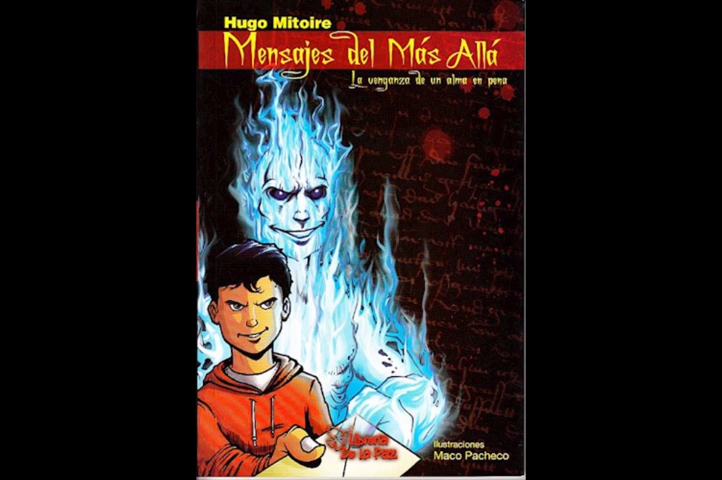 Hugo Mitoire
Mensajes del Más Allá
La venganza de un alma en pena
Librería
De la Paz
Ilustraciones
Maco Pacheco